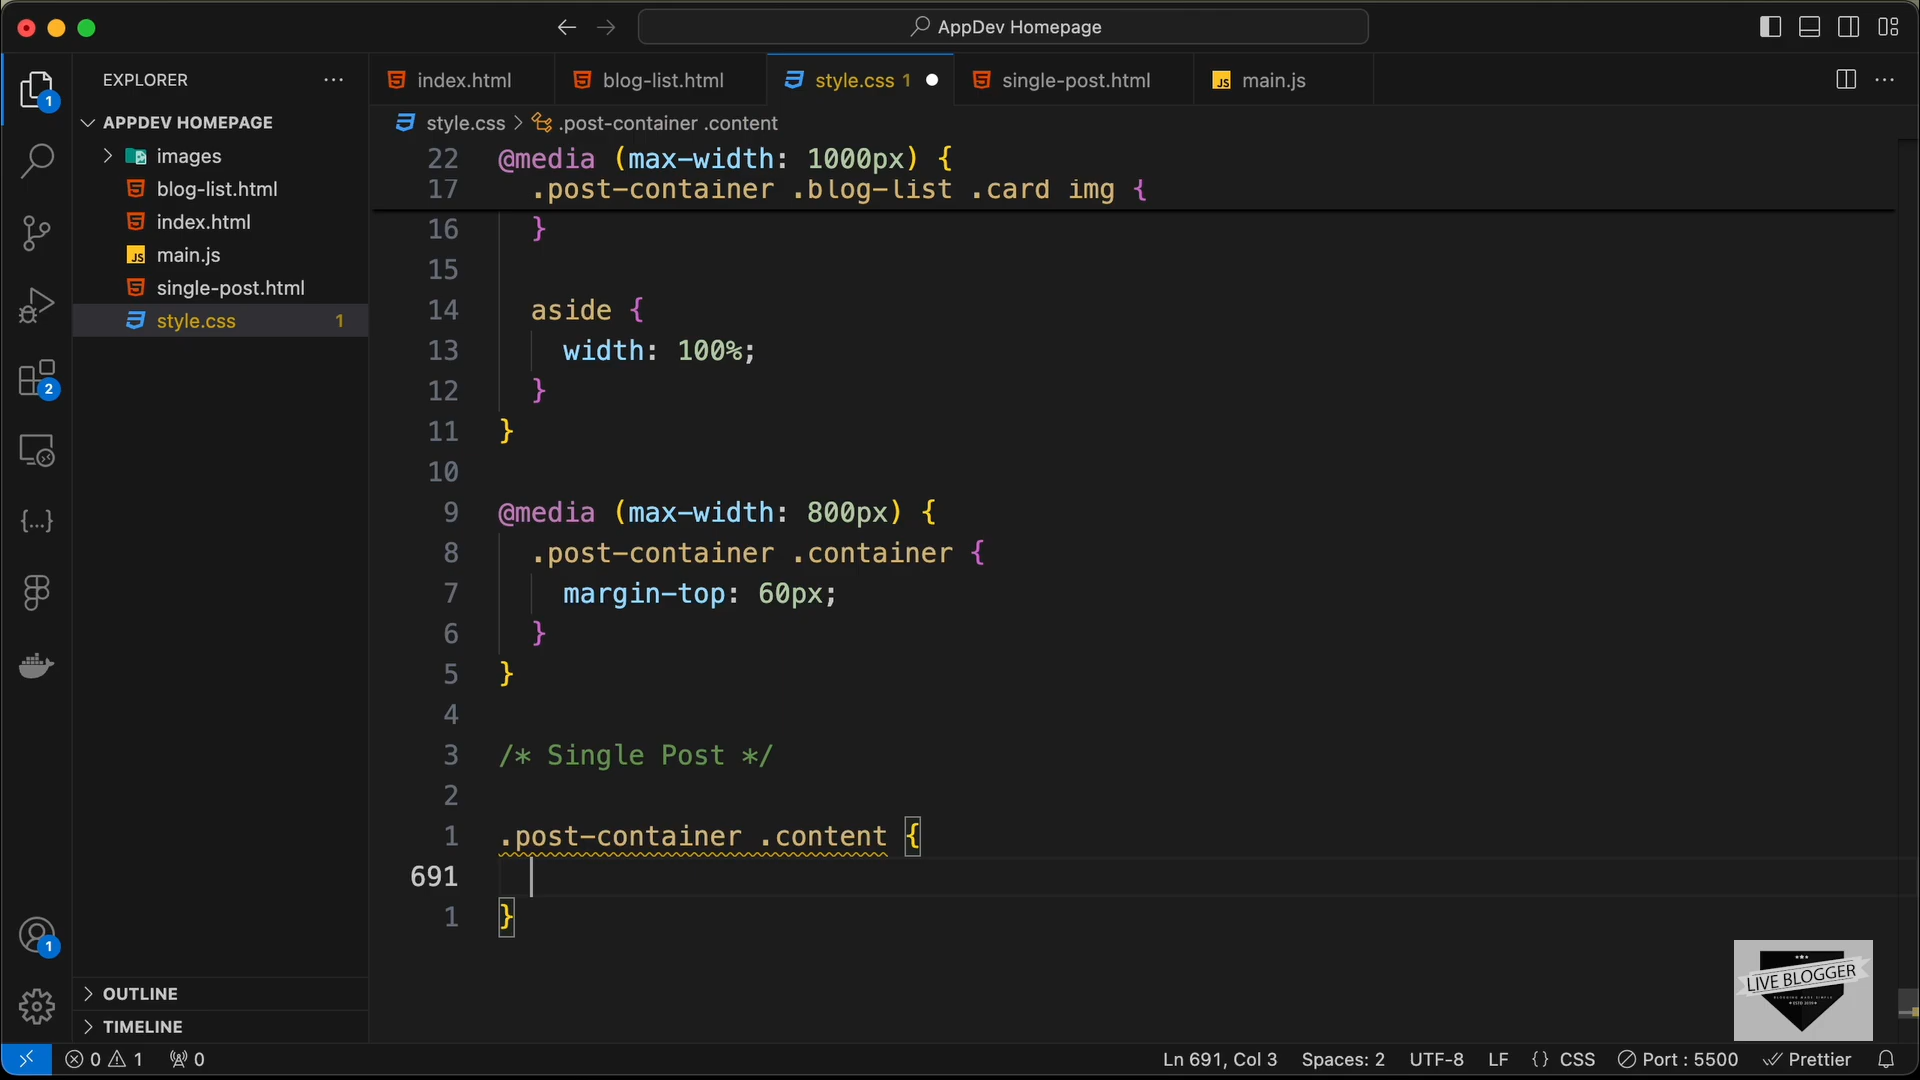 AppDev Homepage
EXPLORER
index.html
blog-list.html
style.css 1
single-post.html
JS main.js
APPDEV HOMEPAGE
images
blog-list.html
index.html
JS main.js
single-post.html
style.css 1
style.css > .post-container .content
22 @media (max-width: 1000px) {
17 .post-container .blog-list .card img {
16 }
15
14 aside {
13 width: 100%;
12 }
11 }
10
9 @media (max-width: 800px) {
8 .post-container .container {
7 margin-top: 60px;
6 }
5 }
4
3 /* Single Post */
2
1 .post-container .content {
691
1 }
1
2
1
OUTLINE
TIMELINE
LIVE BLOGGER
0 1 0
Ln 691, Col 3 Spaces: 2 UTF-8 LF {} CSS Port : 5500 Prettier